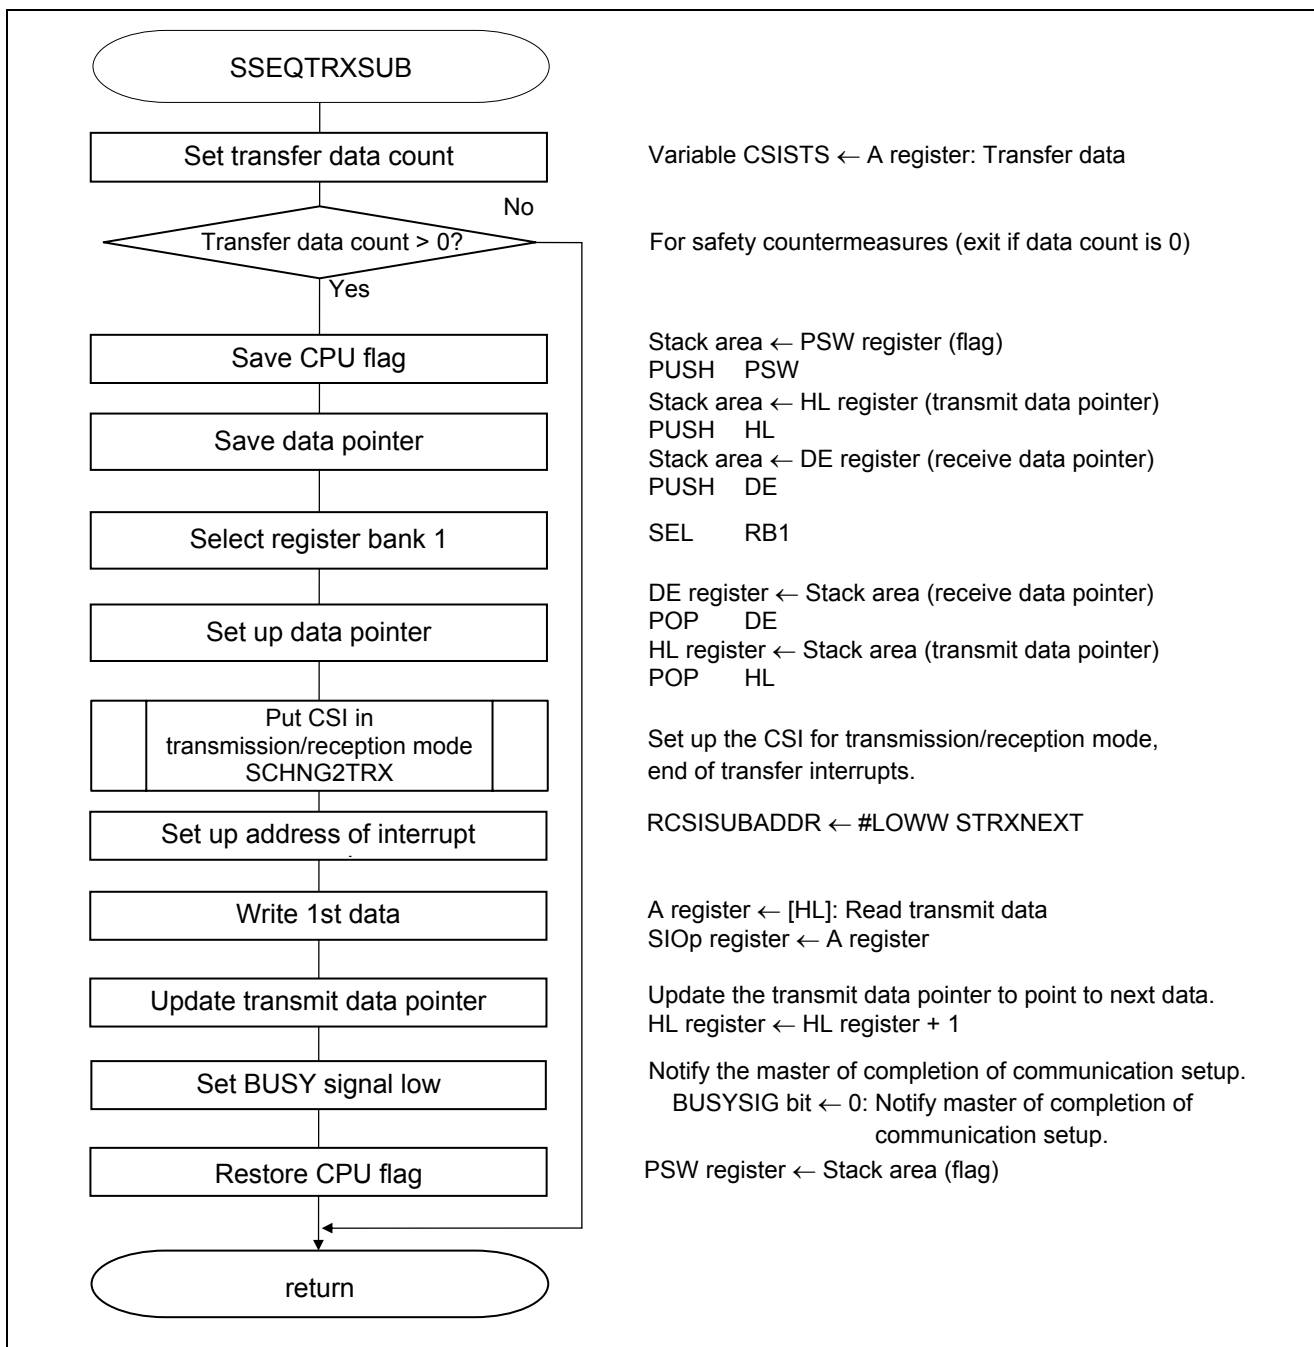 SSEQTRXSUB
Set transfer data count
Variable CSISTS ← A register: Transfer data
No
Transfer data count > 0?
For safety countermeasures (exit if data count is 0)
Yes
Save CPU flag
Stack area ← PSW register (flag)
PUSH PSW
Save data pointer
Stack area ← HL register (transmit data pointer)
PUSH HL
Stack area ← DE register (receive data pointer)
PUSH DE
Select register bank 1
SEL RB1
Set up data pointer
DE register ← Stack area (receive data pointer)
POP DE
HL register ← Stack area (transmit data pointer)
POP HL
Put CSI in
transmission/reception mode
SCHNG2TRX
Set up the CSI for transmission/reception mode,
end of transfer interrupts.
Set up address of interrupt
RCSISUBADDR ← #LOWW STRXNEXT
Write 1st data
A register ← [HL]: Read transmit data
SIOp register ← A register
Update transmit data pointer
Update the transmit data pointer to point to next data.
HL register ← HL register + 1
Set BUSY signal low
Notify the master of completion of communication setup.
BUSYSIG bit ← 0: Notify master of completion of
communication setup.
Restore CPU flag
PSW register ← Stack area (flag)
return